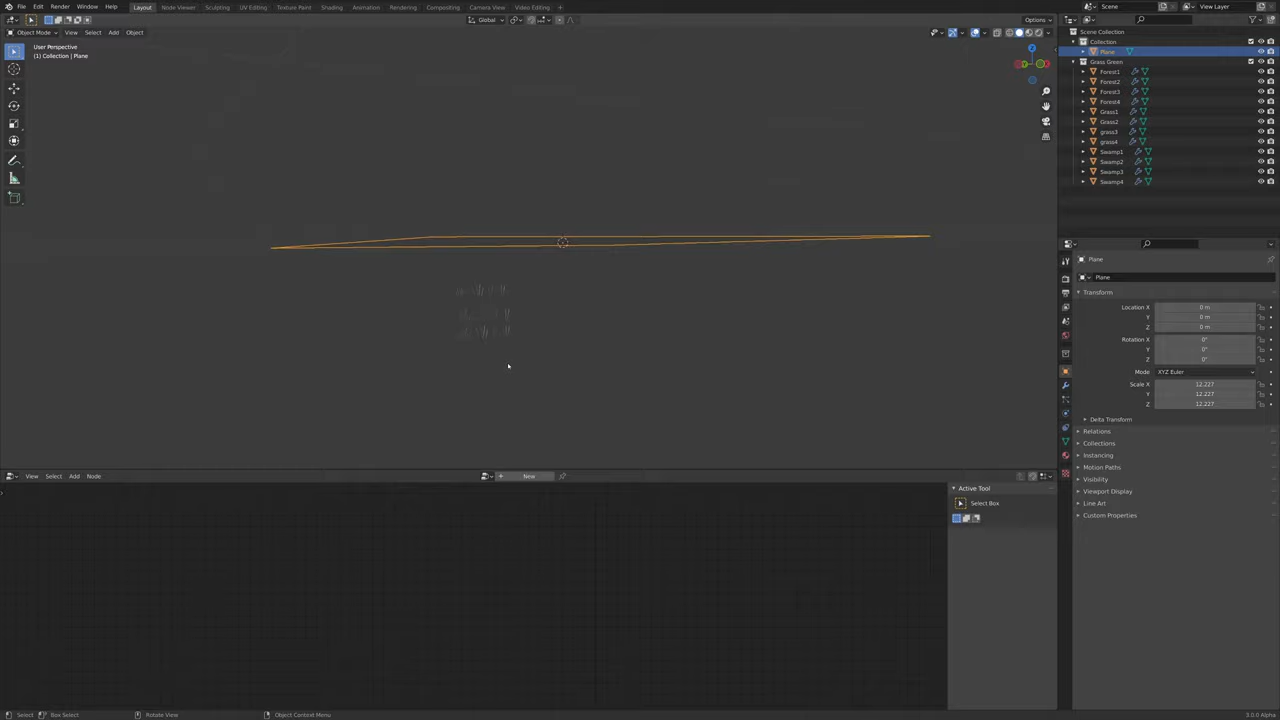 File Edit Render Window Help Layout Node Viewer Sculpting UV Editing Texture Paint Shading Animation Rendering Compositing Camera View Modeling Scene View Layer
Global Options
Object Mode View Select Add Object
User Perspective
(1) Collection | Plane
Scene Collection
Collection
Plane
Grass Green
Forest1
Forest2
Forest3
Forest4
Grass1
Grass2
grass3
grass4
Swamp1
Swamp2
Swamp3
Swamp4
Plane
Plane
Transform
Location X 0 m
Y 0 m
Z 0 m
Rotation X 0°
Y 0°
Z 0°
Mode XYZ Euler
Scale X 12.227
Y 12.227
Z 12.227
Delta Transform
Relations
Collections
Instancing
Motion Paths
Visibility
Viewport Display
Line Art
Custom Properties
View Select Add Node New
Active Tool
Select Box
Select Box Select Rotate View Object Context Menu 3.0.0 Alpha